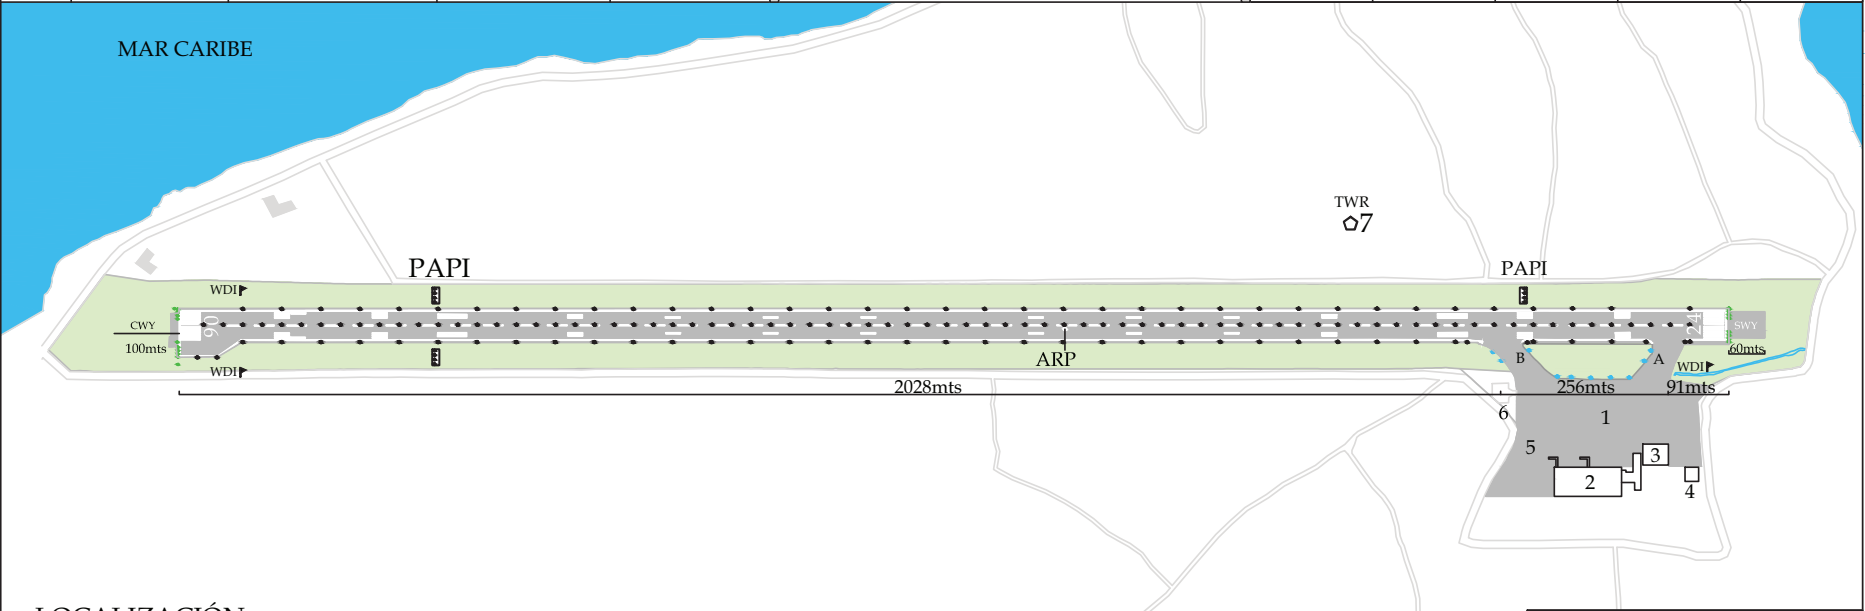 MAR CARIBE
TWR
7
PAPI
PAPI
WDI
CWY
100mts
06
24
SWY
60mts
ARP
B
A
WDI
WDI
2028mts
256mts
91mts
6
1
5
3
2
4
LOCALIZACIÓN